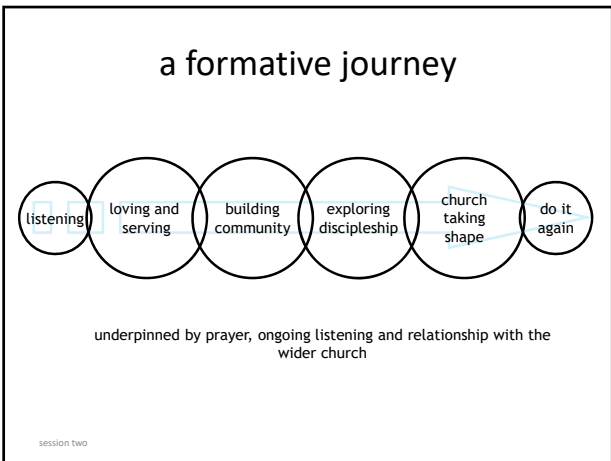 a formative journey
listening
loving and
serving
building
community
exploring
discipleship
church
taking
shape
do it
again
underpinned by prayer, ongoing listening and relationship with the
wider church
session two